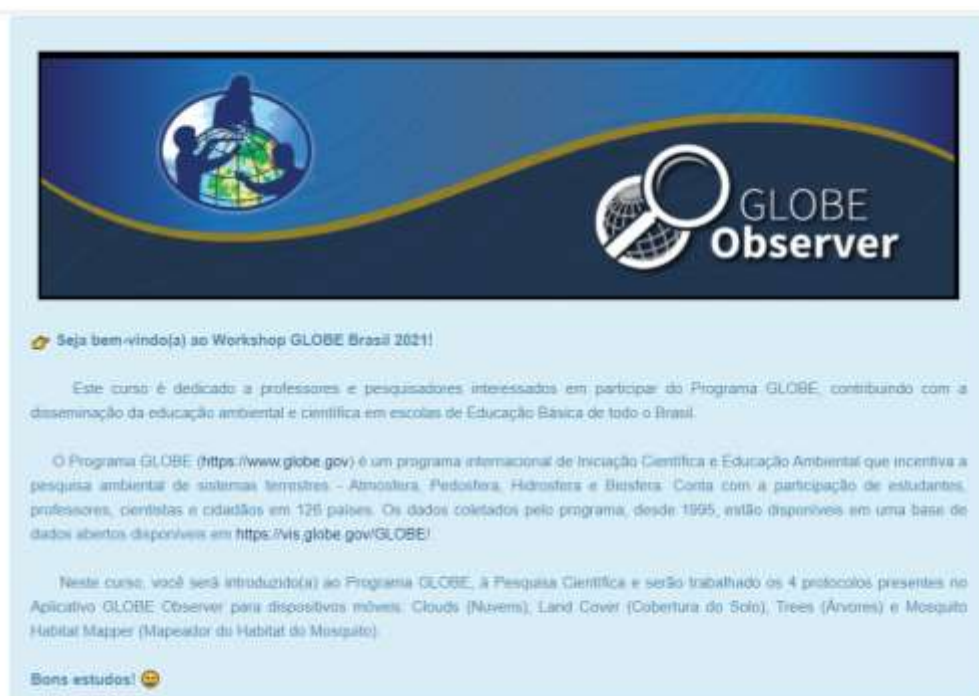 GLOBE
Observer
Seja bem-vindo(a) ao Workshop GLOBE Brasil 2021!
Este curso é dedicado a professores e pesquisadores interessados em participar do Programa GLOBE, contribuindo com a
disseminação da educação ambiental e científica em escolas de Educação Básica de todo o Brasil.
O Programa GLOBE (https://www.globe.gov) é um programa internacional de Iniciação Científica e Educação Ambiental que incentiva a
pesquisa ambiental de sistemas terrestres - Atmosfera, Pedosfera, Hidrosfera e Biosfera. Conta com a participação de estudantes,
professores, cientistas e cidadãos em 126 países. Os dados coletados pelo programa, desde 1995, estão disponíveis em uma base de
dados abertos disponíveis em https://vis.globe.gov/GLOBE/.
Neste curso, você será introduzido(a) ao Programa GLOBE, à Pesquisa Científica e serão trabalhado os 4 protocolos presentes no
Aplicativo GLOBE Observer para dispositivos móveis: Clouds (Nuvens), Land Cover (Cobertura do Solo), Trees (Árvores) e Mosquito
Habitat Mapper (Mapeador do Habitat do Mosquito).
Bons estudos!